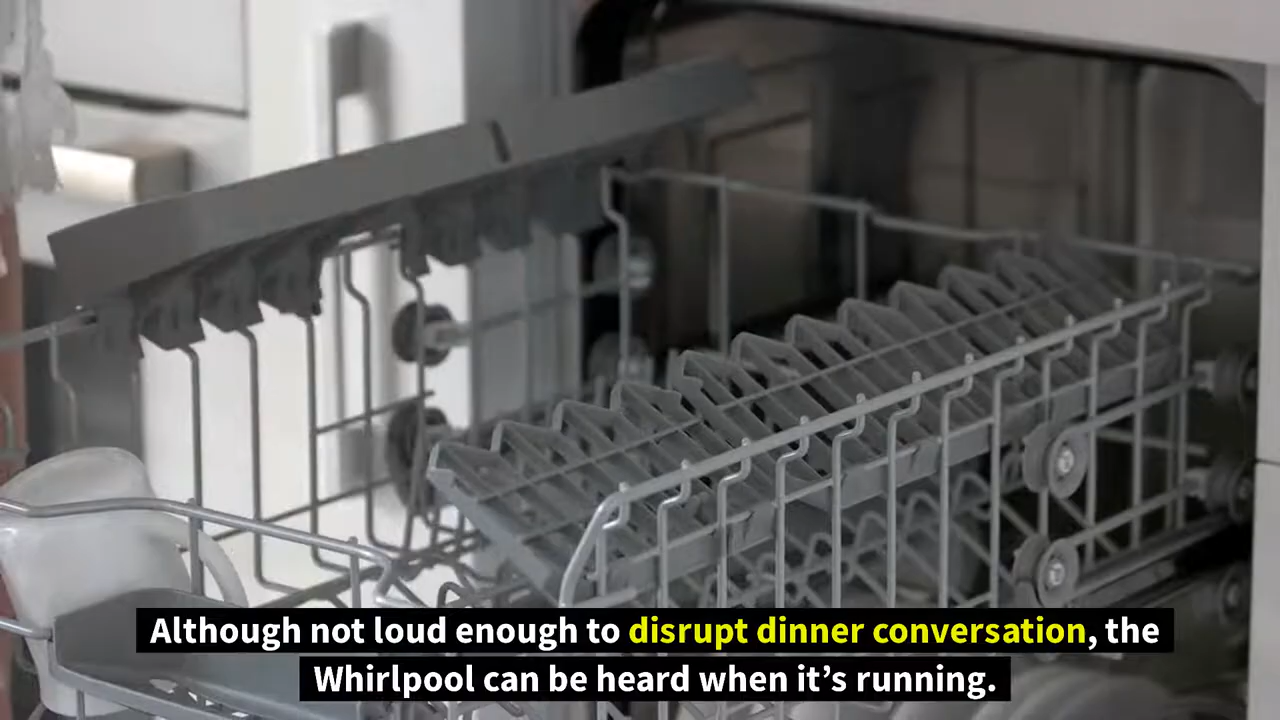 Although not loud enough to disrupt dinner conversation, the
Whirlpool can be heard when it’s running.